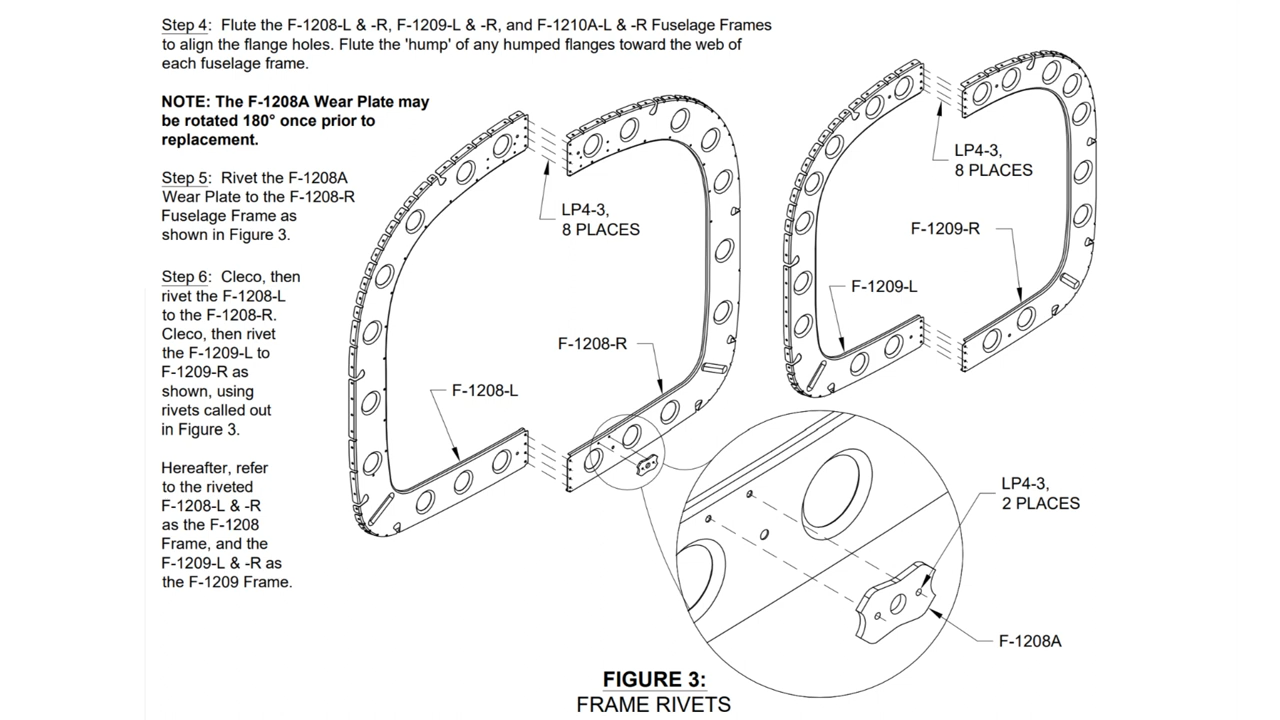 Step 4: Flute the F-1208-L & -R, F-1209-L & -R, and F-1210A-L & -R Fuselage Frames
to align the flange holes. Flute the 'hump' of any humped flanges toward the web of
each fuselage frame.
NOTE: The F-1208A Wear Plate may
be rotated 180° once prior to
replacement.
Step 5: Rivet the F-1208A
Wear Plate to the F-1208-R
Fuselage Frame as
shown in Figure 3.
Step 6: Cleco, then
rivet the F-1208-L
to the F-1208-R.
Cleco, then rivet
the F-1209-L to
F-1209-R as
shown, using
rivets called out
in Figure 3.
Hereafter, refer
to the riveted
F-1208-L & -R
as the F-1208
Frame, and the
F-1209-L & -R as
the F-1209 Frame.
LP4-3,
8 PLACES
LP4-3,
8 PLACES
F-1209-R
F-1209-L
F-1208-R
F-1208-L
LP4-3,
2 PLACES
F-1208A
FIGURE 3:
FRAME RIVETS